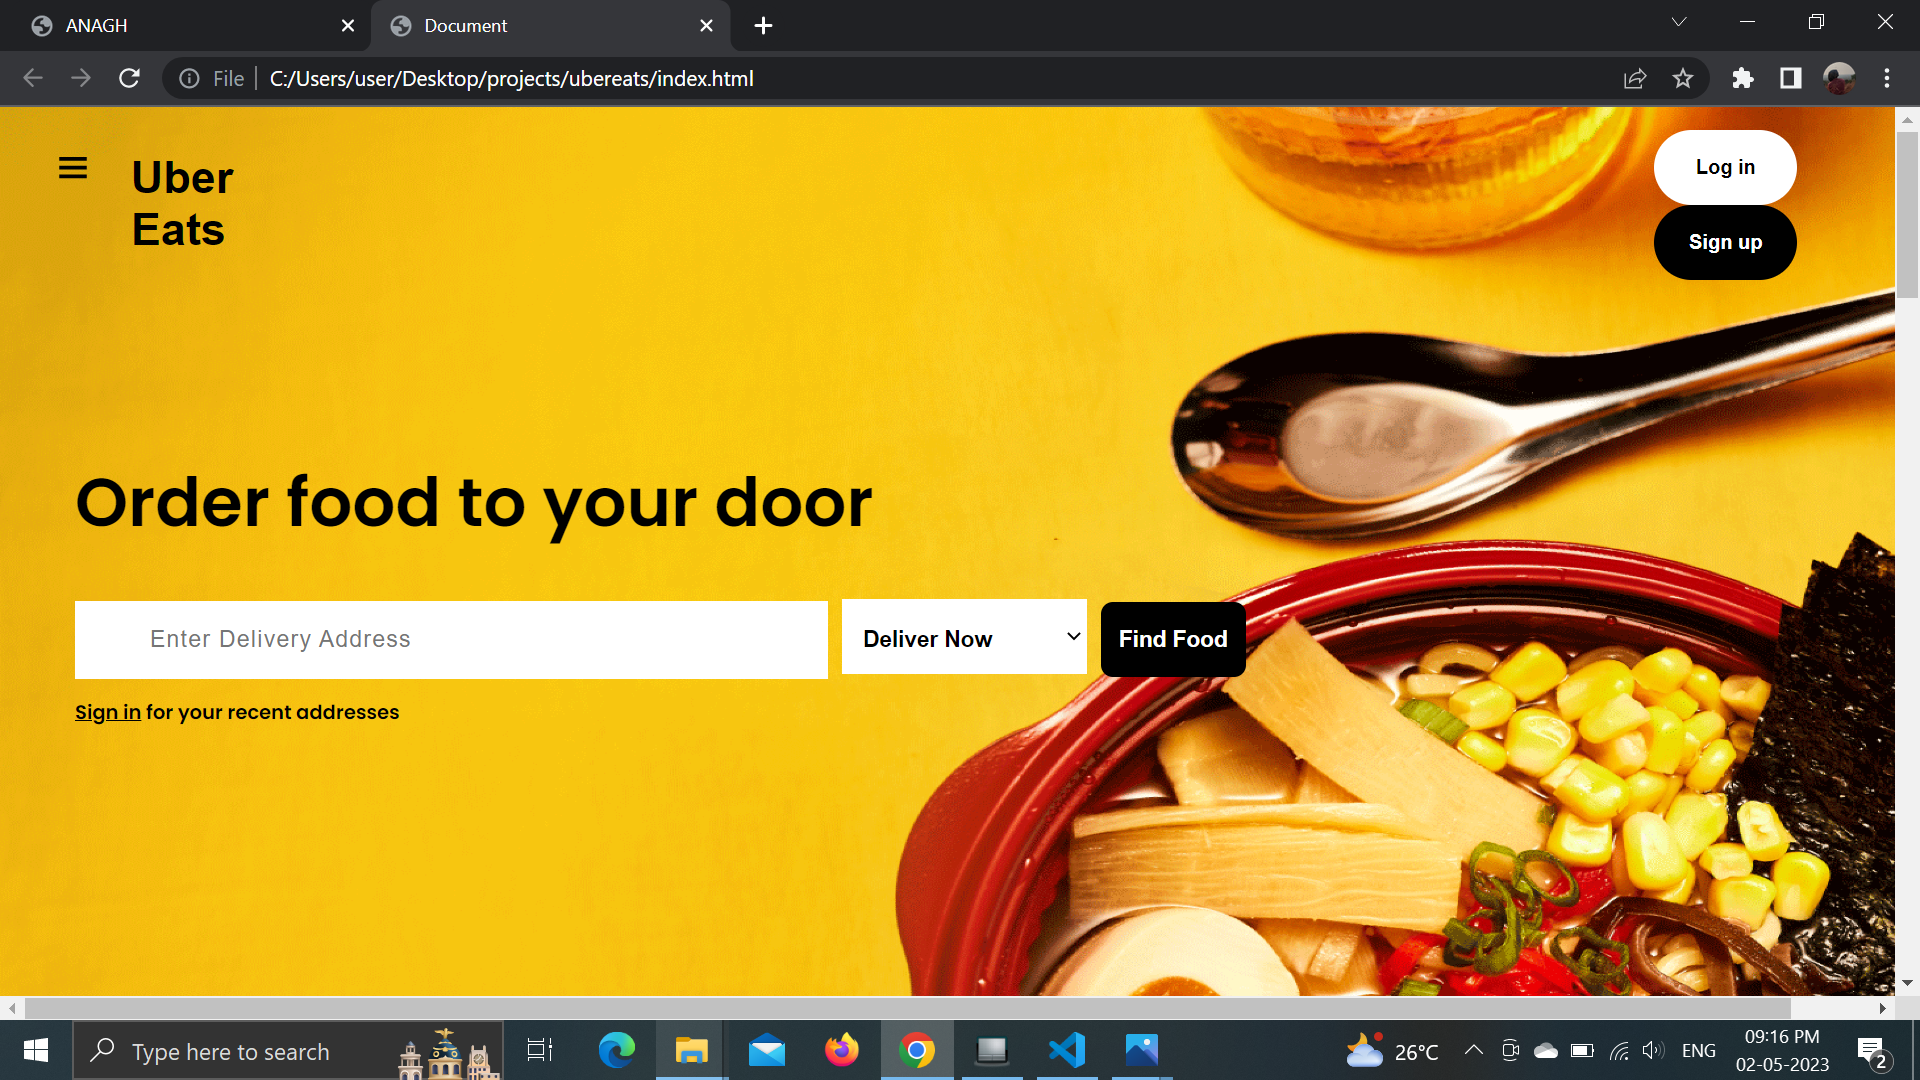 ANAGH
Document
File
C:/Users/user/Desktop/projects/ubereats/index.html
Uber
Eats
Log in
Sign up
Order food to your door
Enter Delivery Address
Deliver Now
Find Food
Sign in for your recent addresses
Type here to search
26°C
ENG
09:16 PM
02-05-2023
2